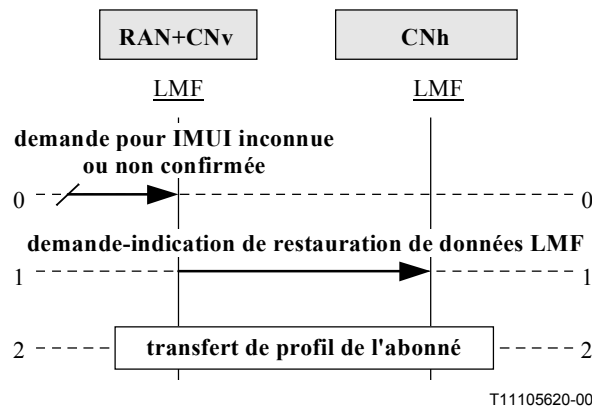 RAN+CNv CNh
LMF LMF
demande pour IMUI inconnue
ou non confirmée
0 0
demande-indication de restauration de données LMF
1 1
2 transfert de profil de l'abonné 2
T11105620-00